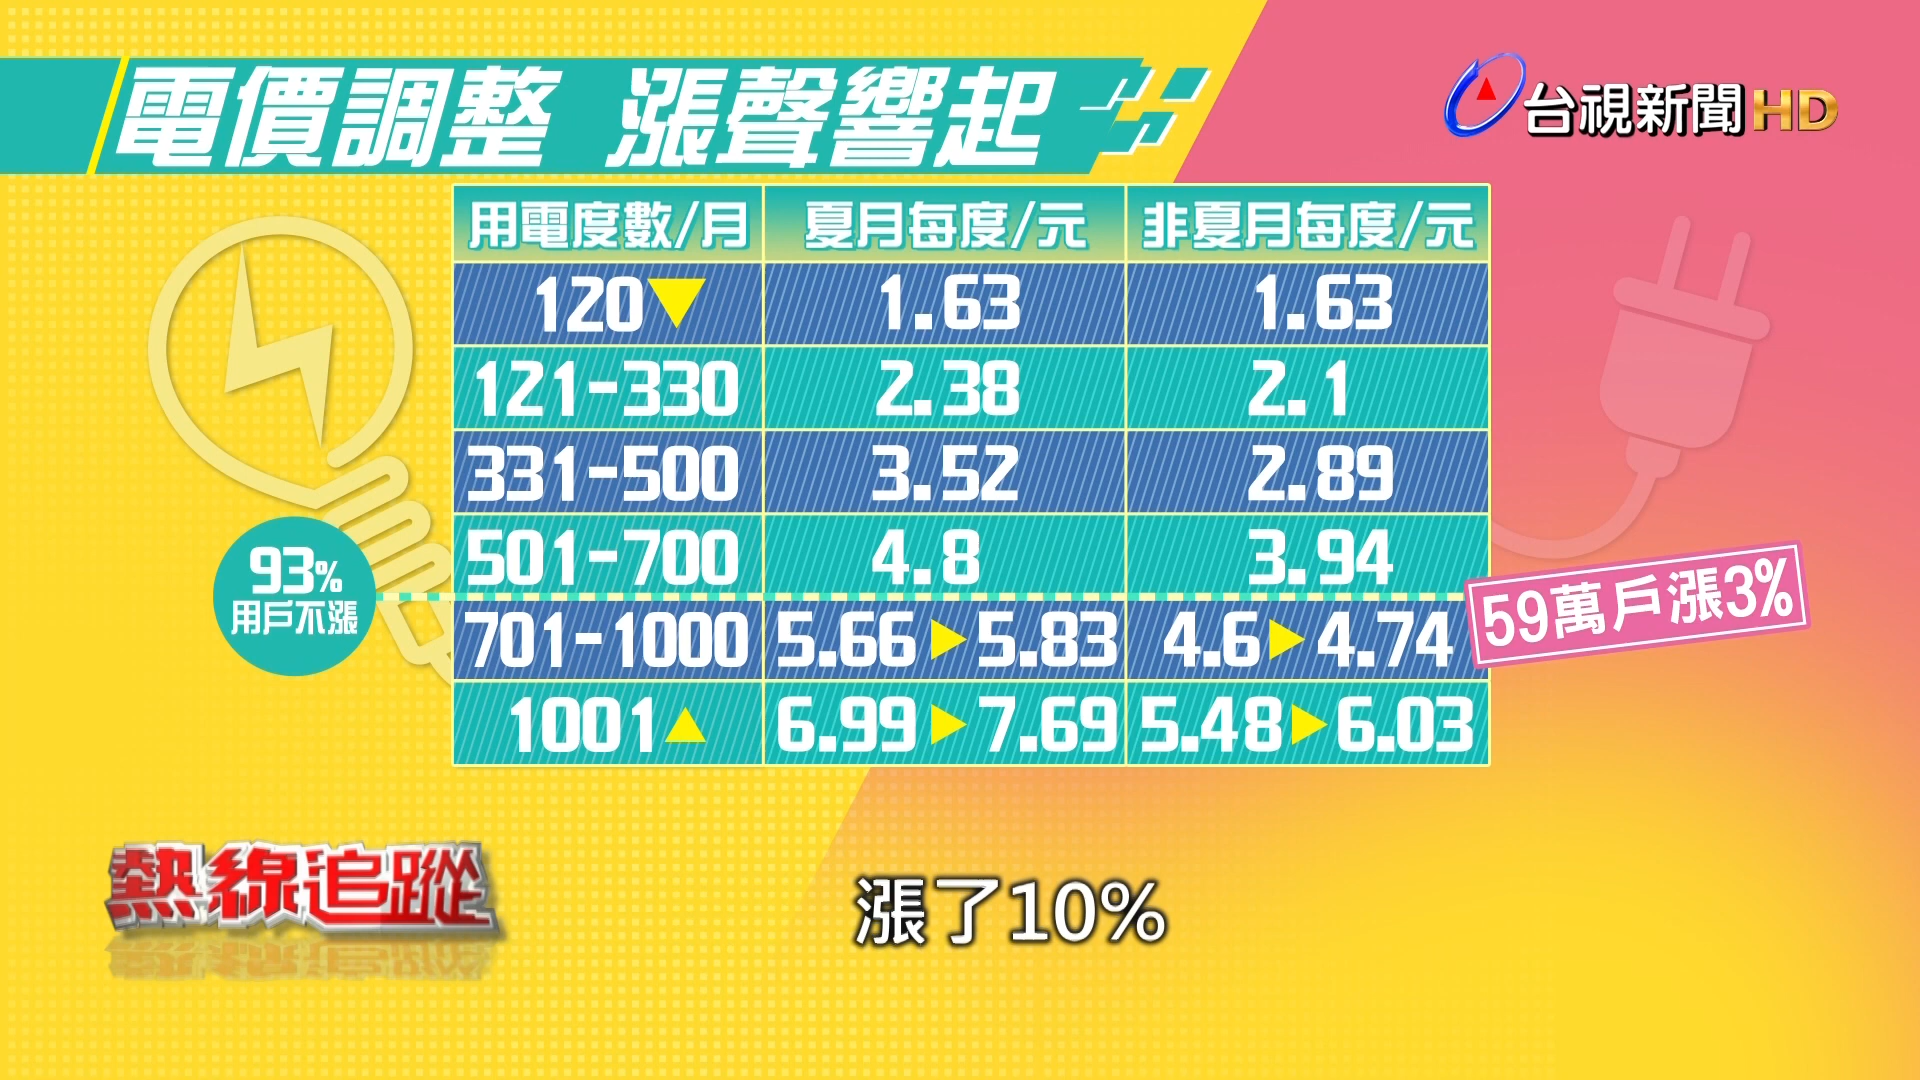 電價調整 漲聲響起
台視新聞HD
用電度數/月 夏月每度/元 非夏月每度/元
120▼ 1.63 1.63
121-330 2.38 2.1
331-500 3.52 2.89
501-700 4.8 3.94
93%
用戶不漲
701-1000 5.66▶5.83 4.6▶4.74
59萬戶漲3%
1001▲ 6.99▶7.69 5.48▶6.03
熱線追蹤
漲了10%